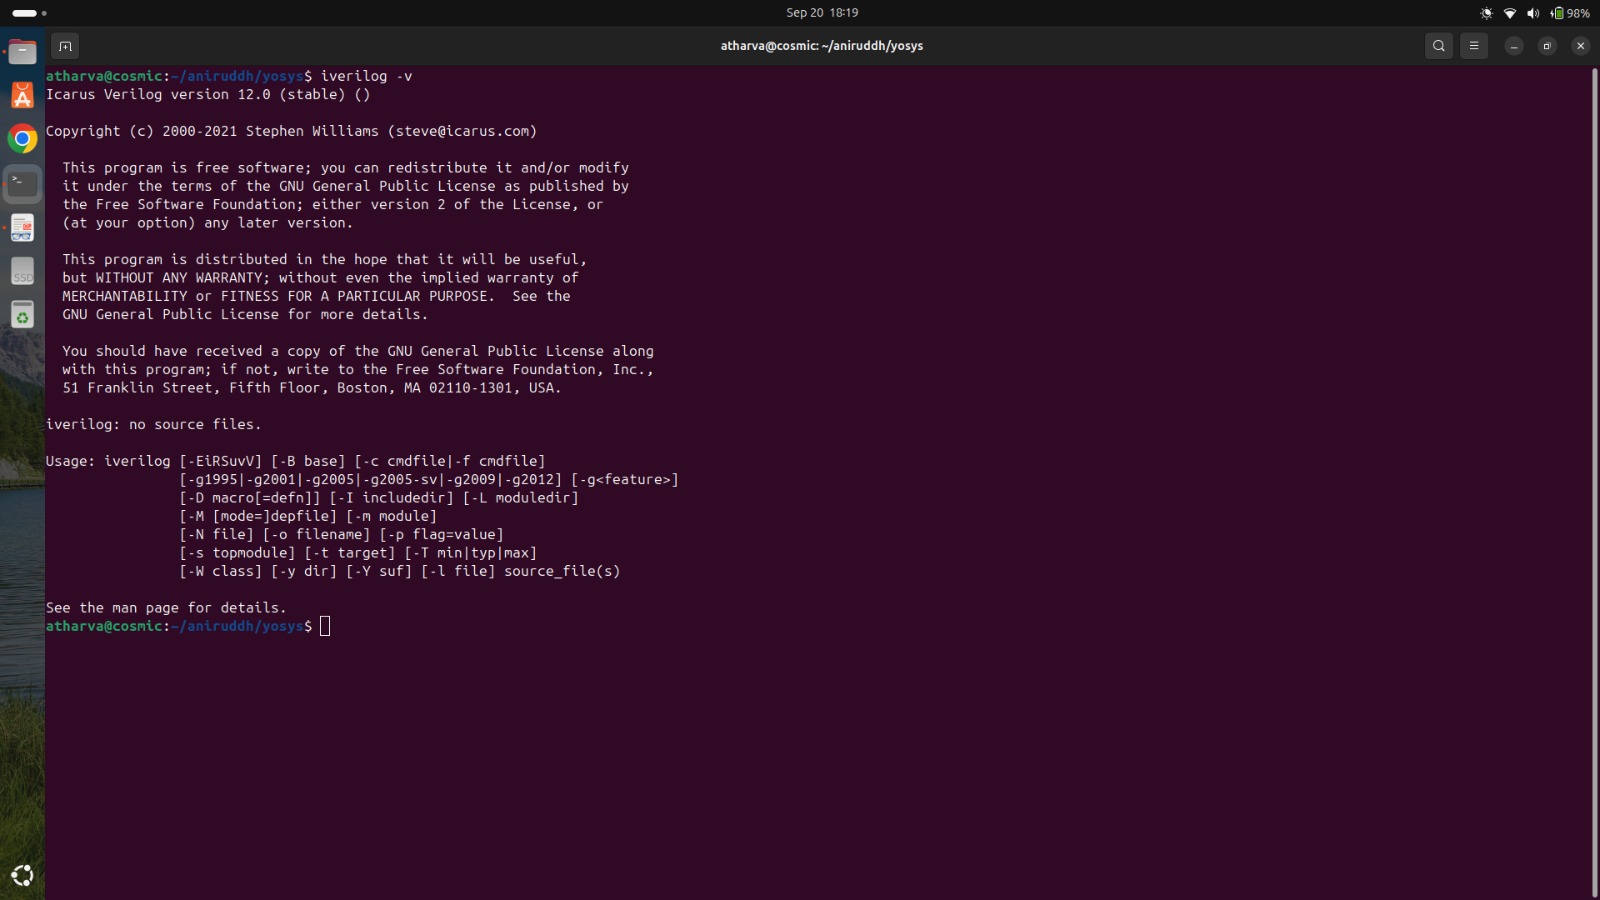 Sep 20 18:19
98%
atharva@cosmic: ~/aniruddh/yosys
atharva@cosmic:~/aniruddh/yosys$ iverilog -v
Icarus Verilog version 12.0 (stable) ()
Copyright (c) 2000-2021 Stephen Williams (steve@icarus.com)
This program is free software; you can redistribute it and/or modify
it under the terms of the GNU General Public License as published by
the Free Software Foundation; either version 2 of the License, or
(at your option) any later version.
This program is distributed in the hope that it will be useful,
but WITHOUT ANY WARRANTY; without even the implied warranty of
MERCHANTABILITY or FITNESS FOR A PARTICULAR PURPOSE.  See the
GNU General Public License for more details.
You should have received a copy of the GNU General Public License along
with this program; if not, write to the Free Software Foundation, Inc.,
51 Franklin Street, Fifth Floor, Boston, MA 02110-1301, USA.
iverilog: no source files.
Usage: iverilog [-EiRSuvV] [-B base] [-c cmdfile|-f cmdfile]
[-g1995|-g2001|-g2005|-g2005-sv|-g2009|-g2012] [-g<feature>]
[-D macro[=defn]] [-I includedir] [-L moduledir]
[-M [mode=]depfile] [-m module]
[-N file] [-o filename] [-p flag=value]
[-s topmodule] [-t target] [-T min|typ|max]
[-W class] [-y dir] [-Y suf] [-l file] source_file(s)
See the man page for details.
atharva@cosmic:~/aniruddh/yosys$
SSD